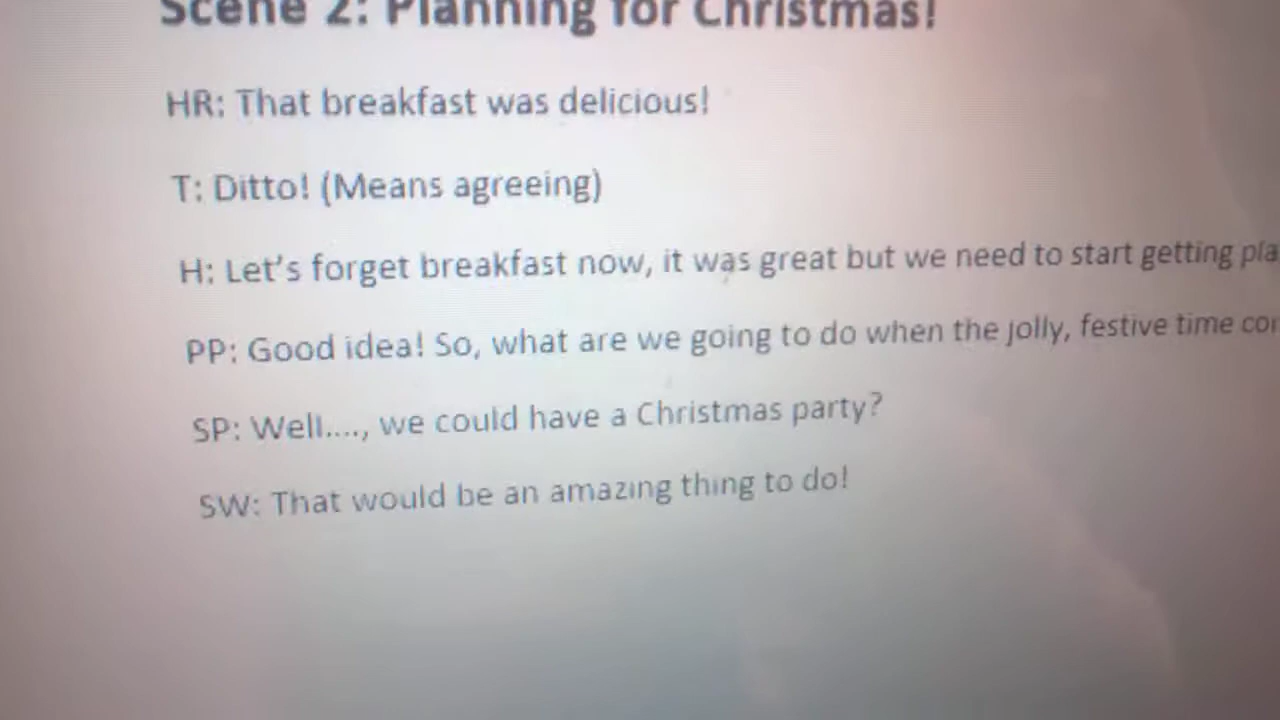 Scene 2: Planning for Christmas!
HR: That breakfast was delicious!
T: Ditto! (Means agreeing)
H: Let's forget breakfast now, it was great but we need to start getting
PP: Good idea! So, what are we going to do when the jolly, festive time
SP: Well...., we could have a Christmas party?
SW: That would be an amazing thing to do!